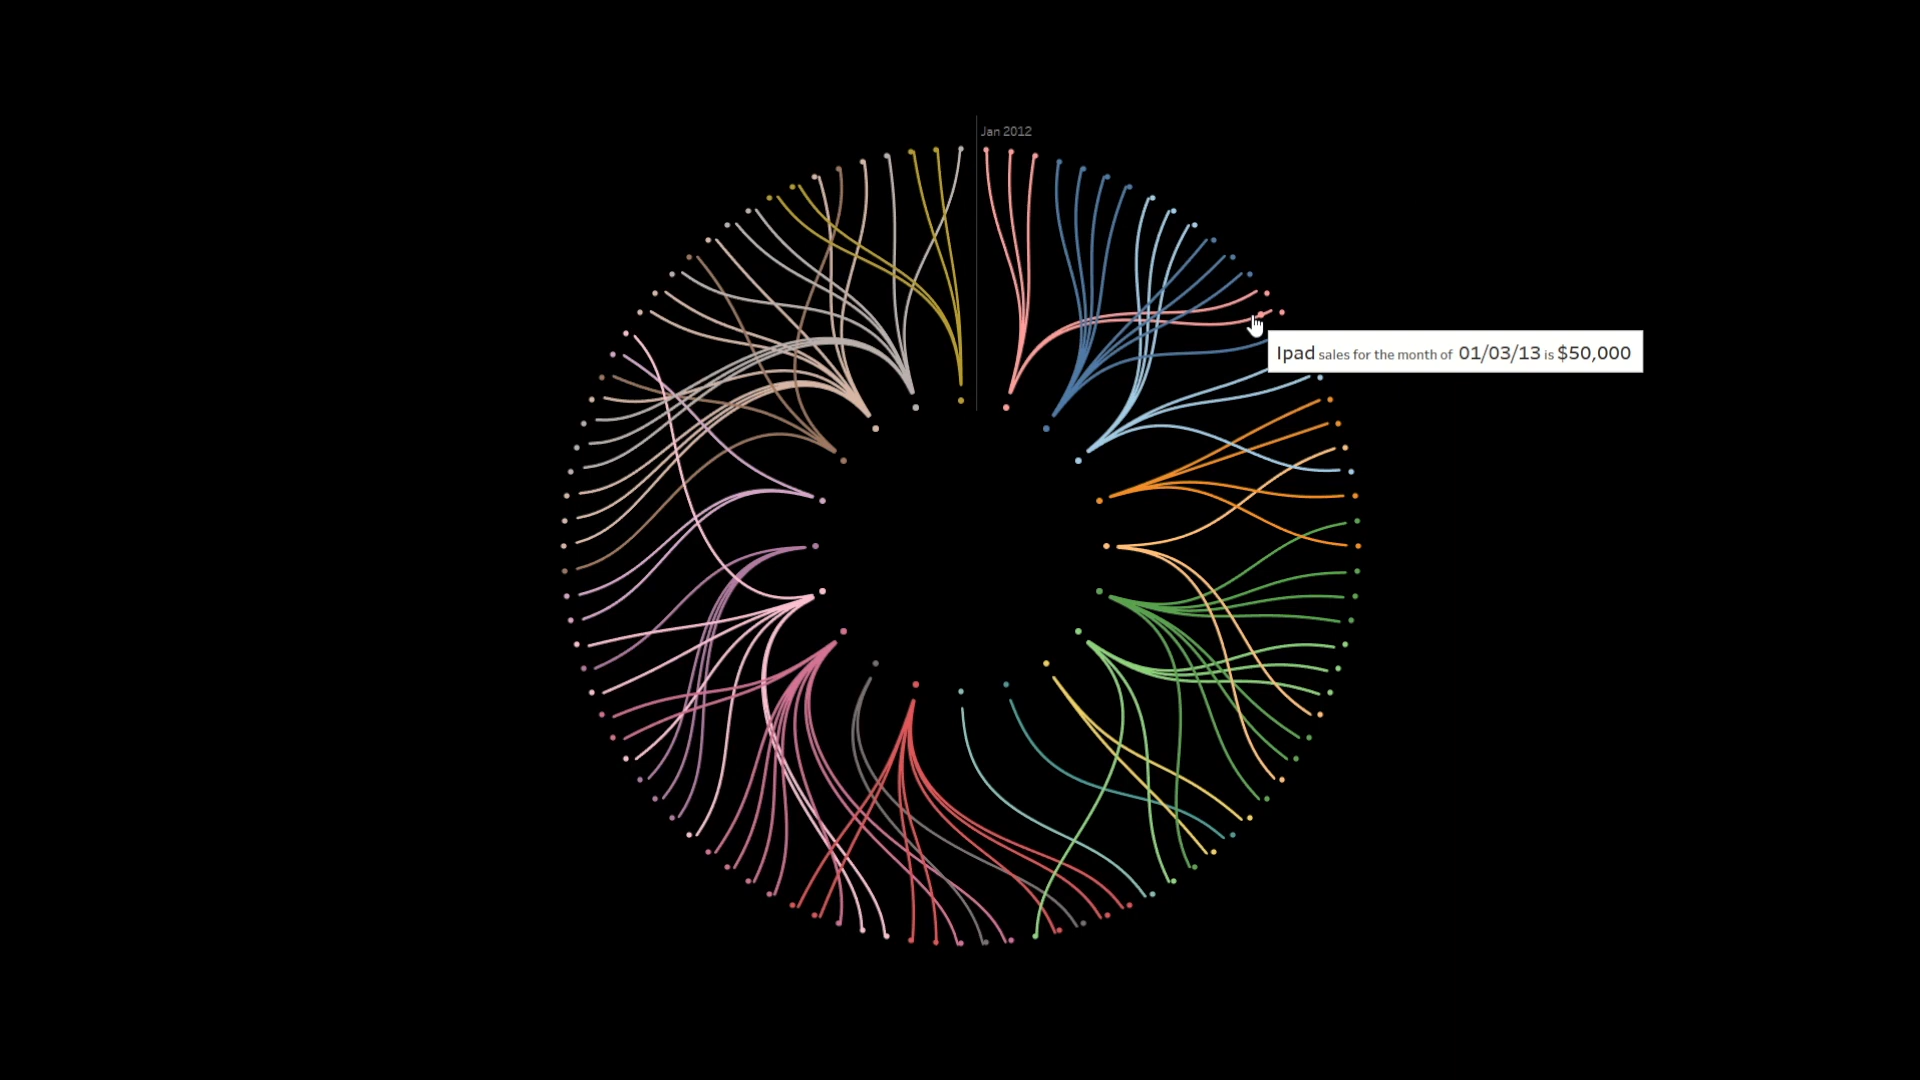 Jan 2012
Ipad sales for the month of 01/03/13 is $50,000